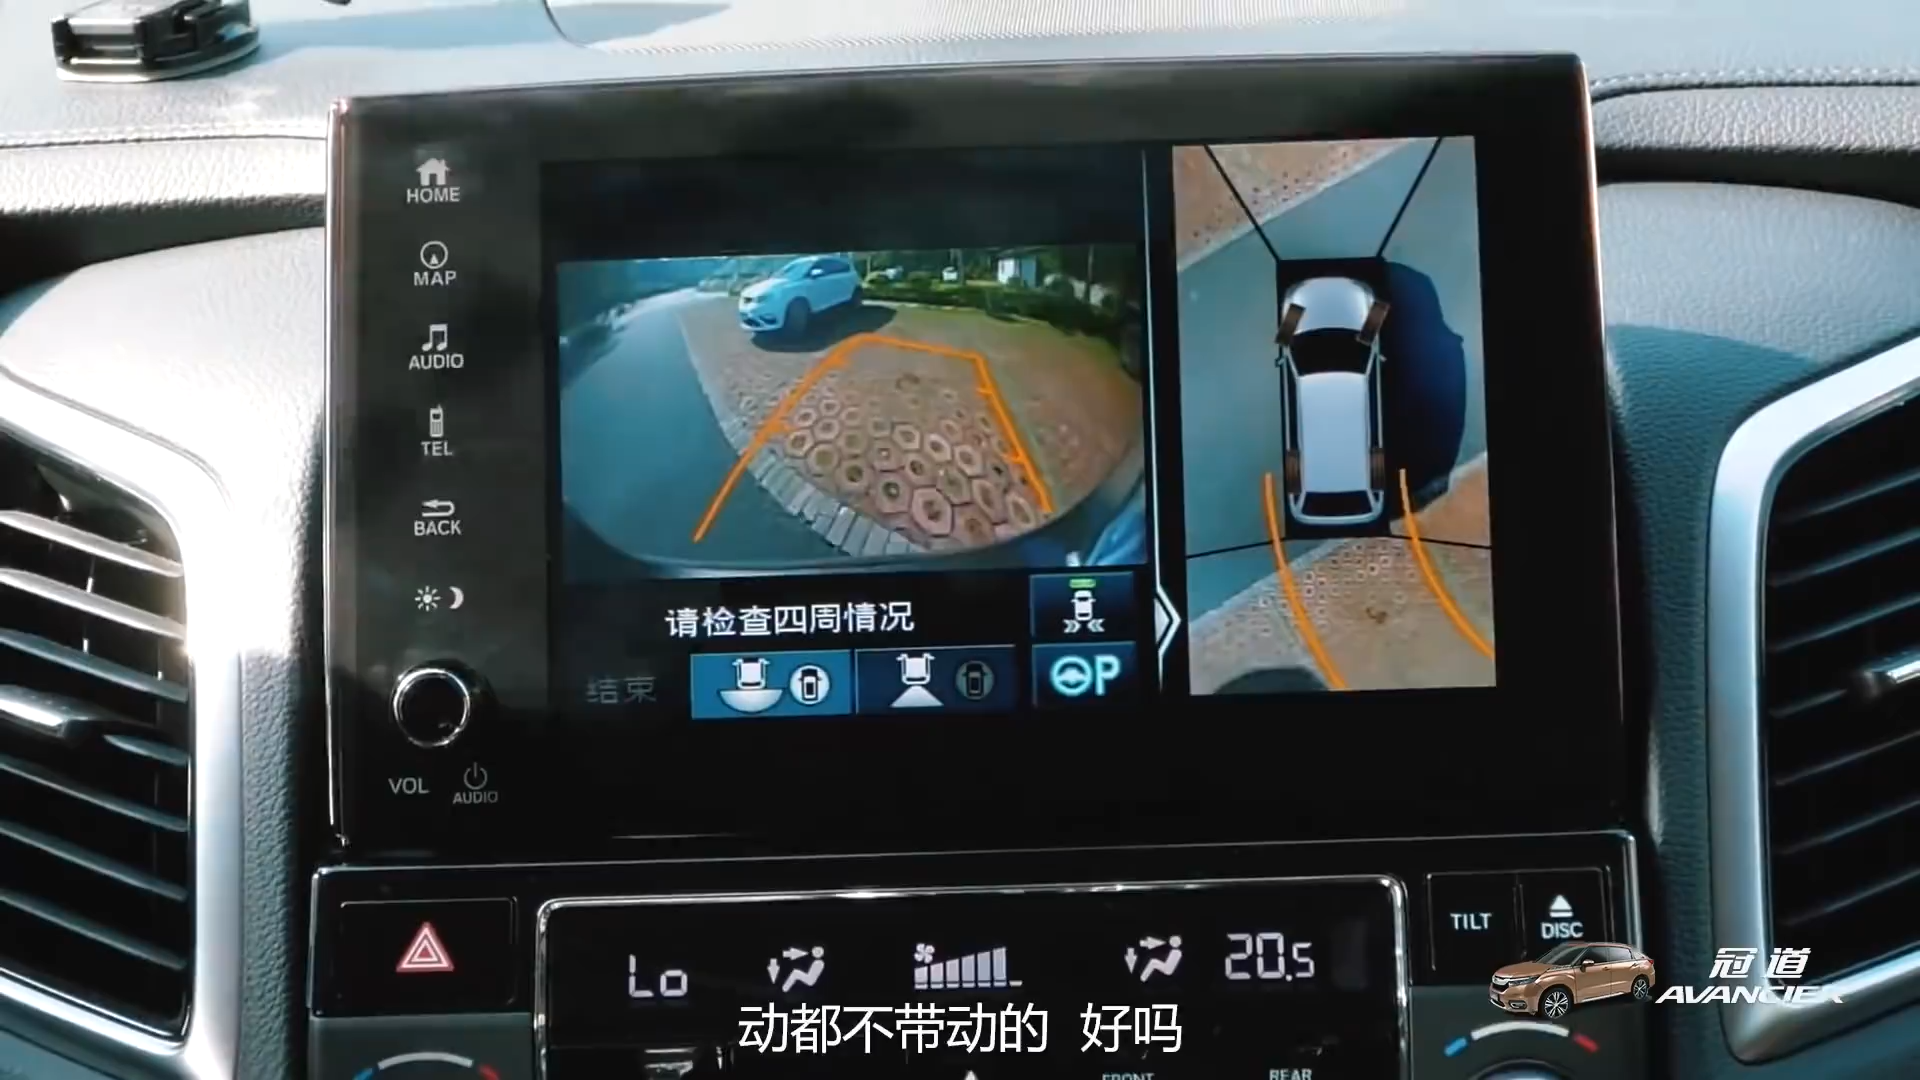 HOME
MAP
AUDIO
TEL
BACK
VOL
AUDIO
请检查四周情况
结束
P
TILT
DISC
Lo
20.5
冠道
AVANCIER
动都不带动的 好吗
FRONT
REAR